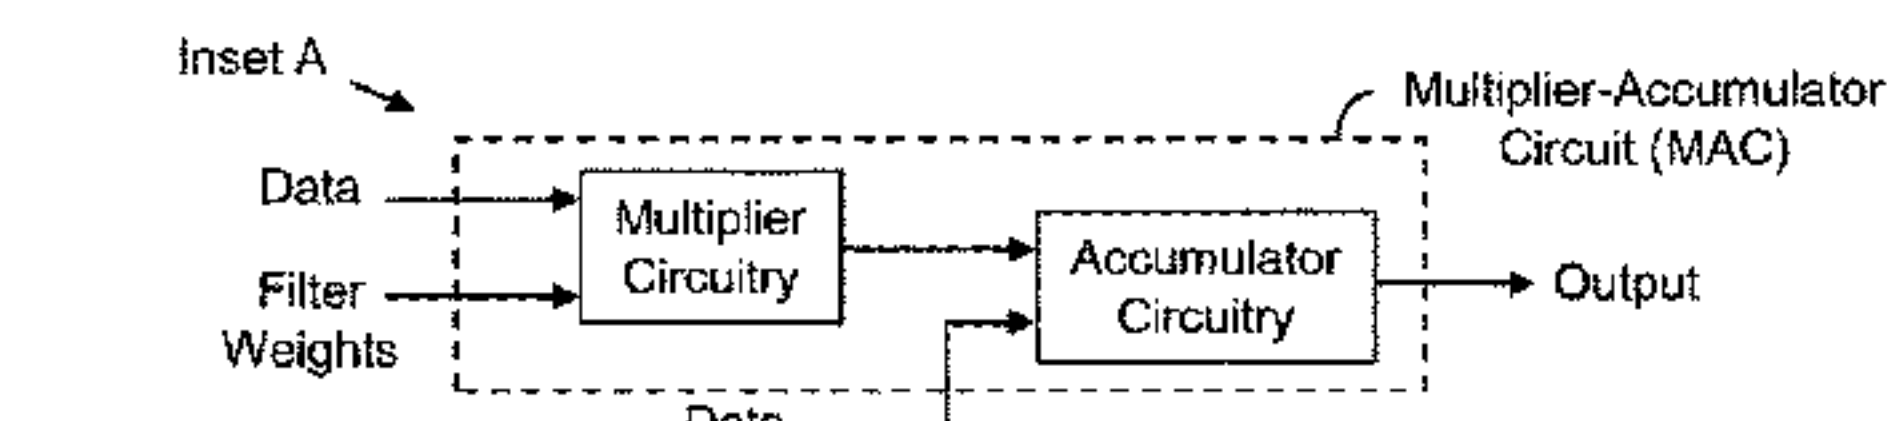 Inset A
Multiplier-Accumulator
Circuit (MAC)
Data
Multiplier
Circuitry
Filter
Weights
Accumulator
Circuitry
Output